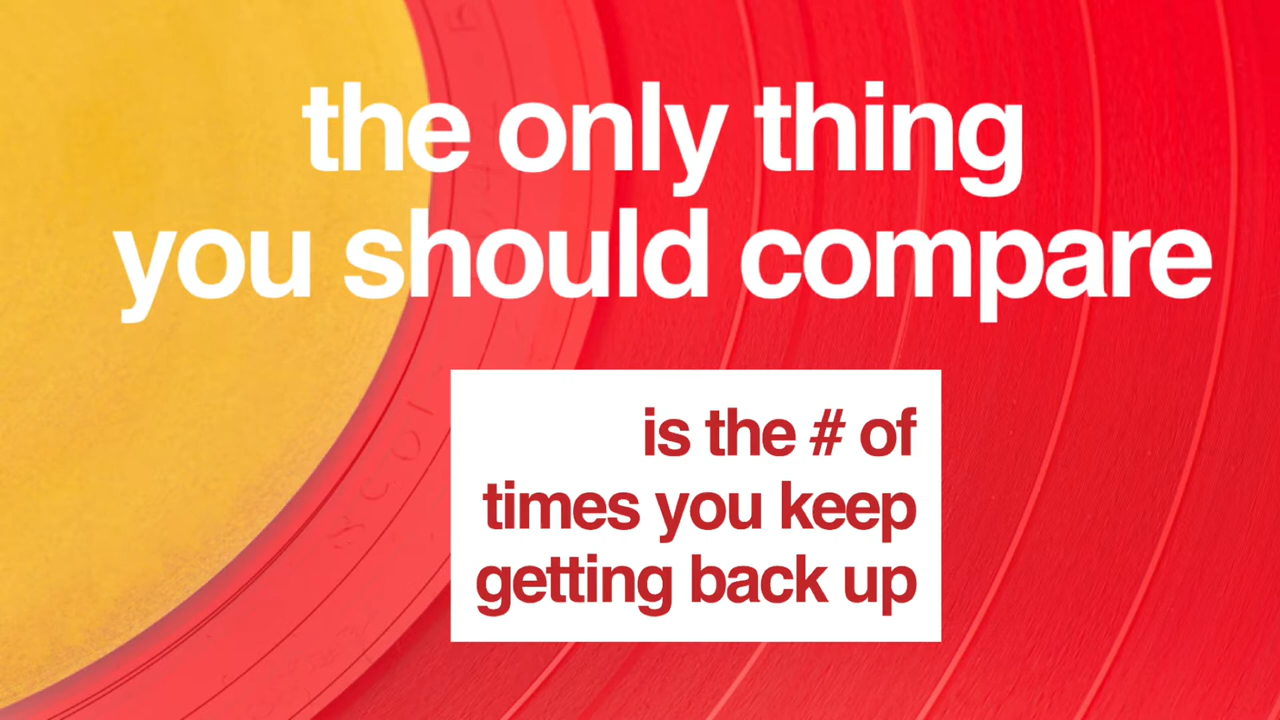 the only thing
you should compare
is the # of
times you keep
getting back up